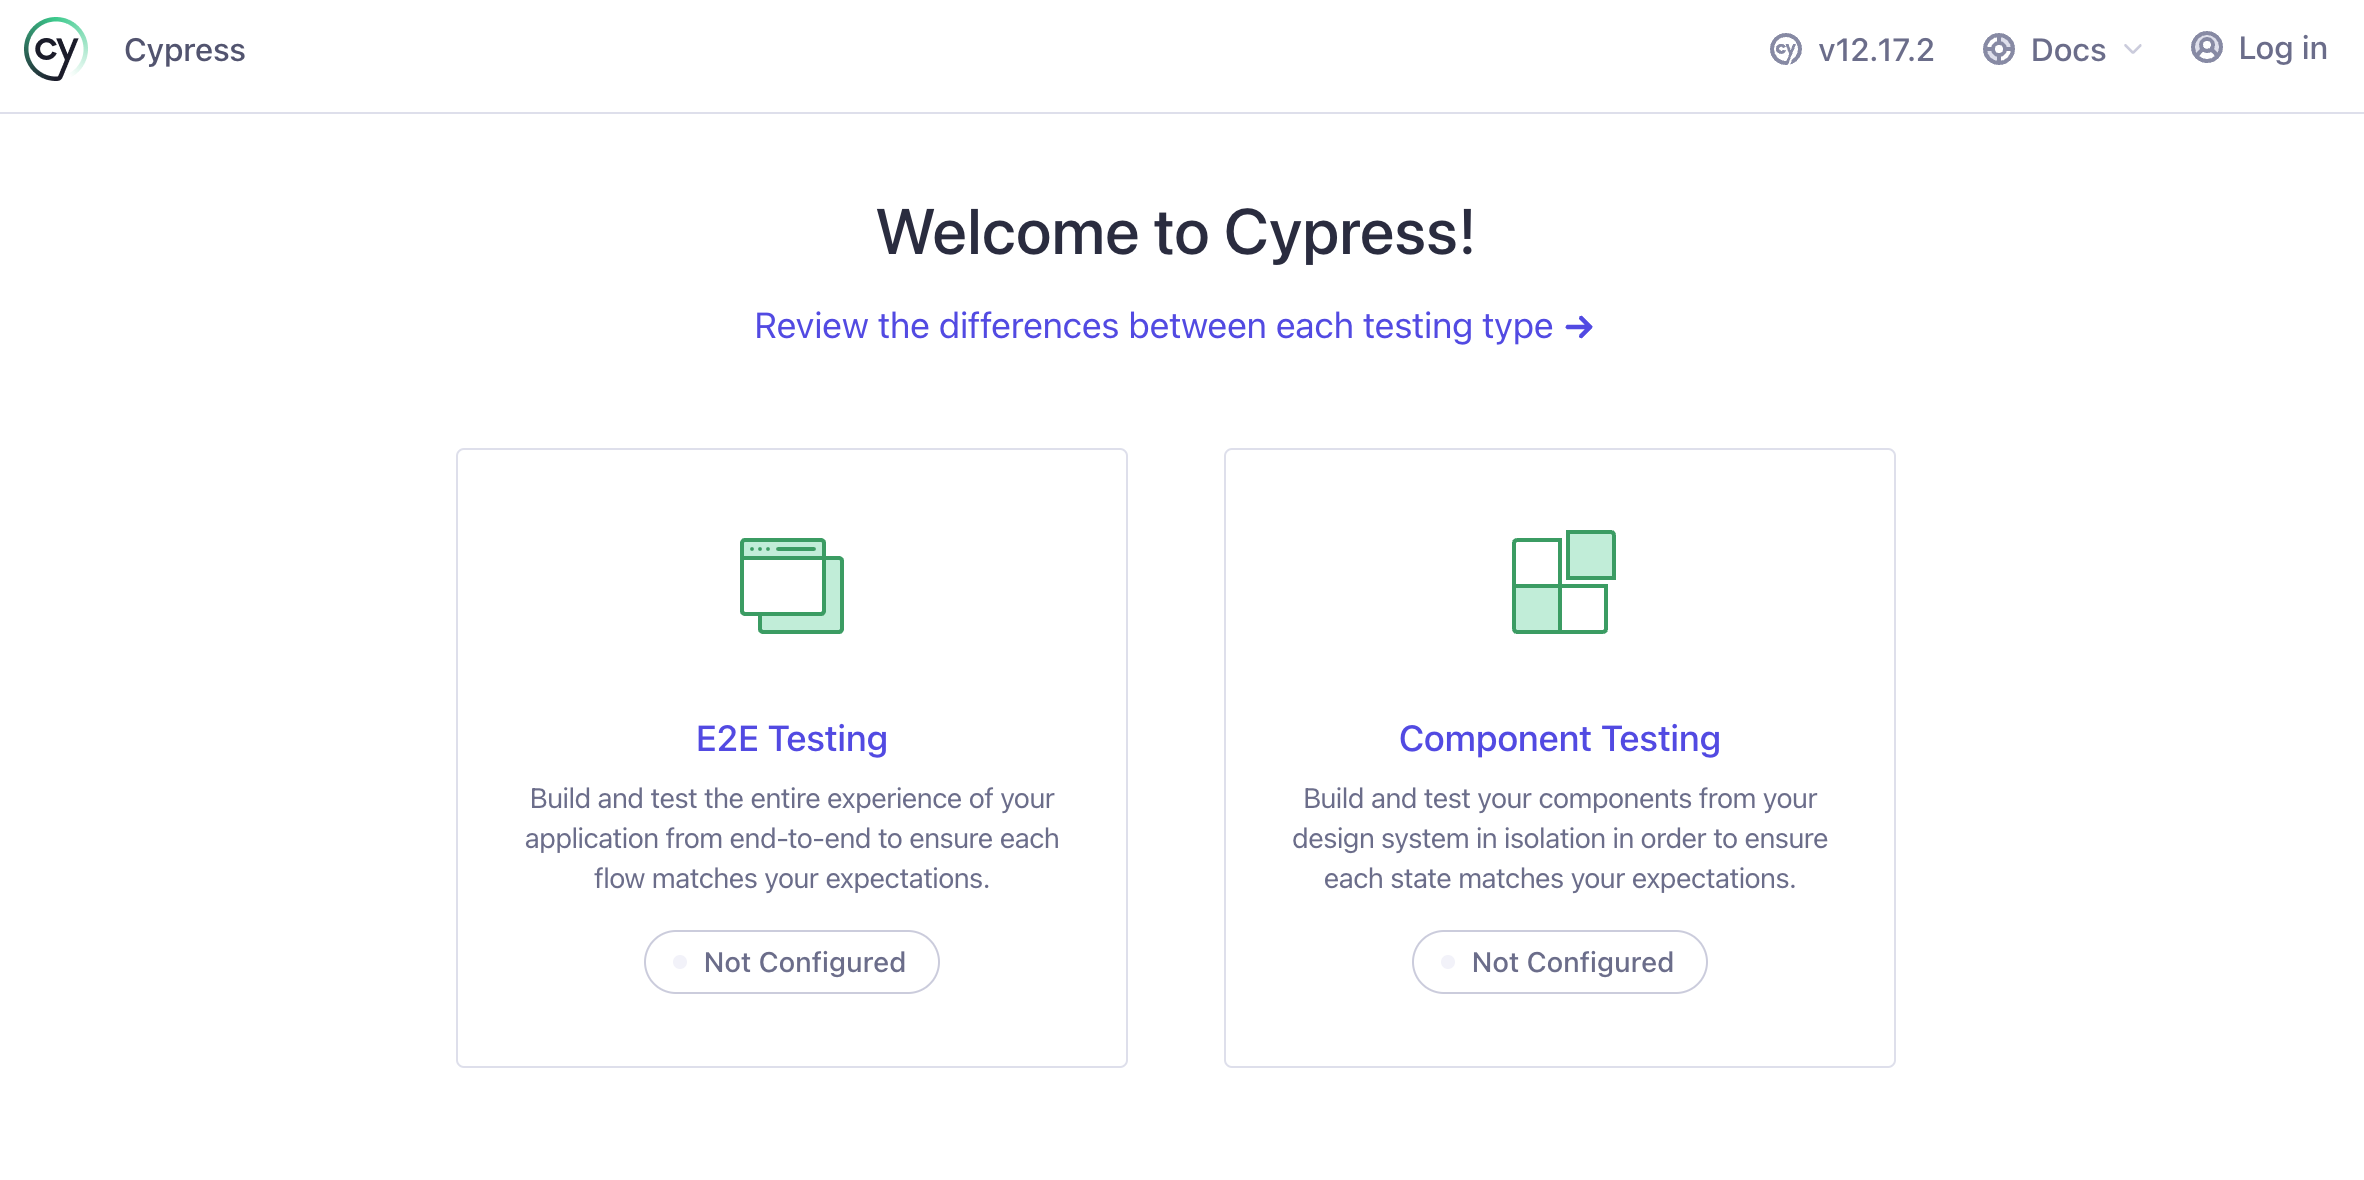 cy Cypress cy v12.17.2 Docs Log in
Welcome to Cypress!
Review the differences between each testing type →
E2E Testing
Build and test the entire experience of your
application from end-to-end to ensure each
flow matches your expectations.
Not Configured
Component Testing
Build and test your components from your
design system in isolation in order to ensure
each state matches your expectations.
Not Configured